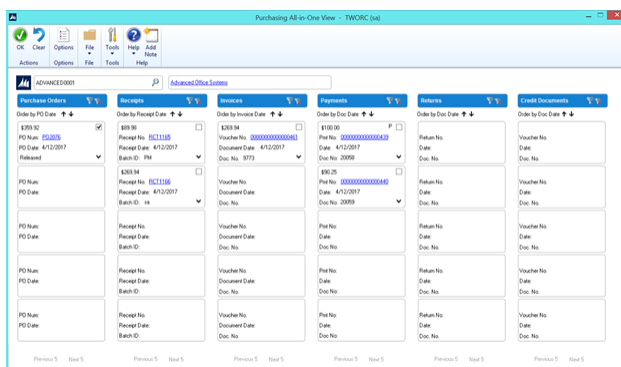 Purchasing All-in-One View - TWORC (sa)
OK Clear Options File Tools Help Add Note
Actions Options File Tools Help
ADVANCED0001 Advanced Office Systems
Purchase Orders Receipts Invoices Payments Returns Credit Documents
Order by PO Date Order by Receipt Date Order by Invoice Date Order by Doc Date Order by Doc Date Order by Doc Date
$359.92 $89.98 $269.94 $100.00 P
PO Num: PO2076 Receipt No. RCT1165 Voucher No. 00000000000000461 Pmt No: 00000000000000439 Return No. Voucher No.
PO Date: 4/12/2017 Receipt Date: 4/12/2017 Document Date: 4/12/2017 Date: 4/12/2017 Date: Document Date:
Released Batch ID: PM Doc. No. 9773 Doc No: 20058 Doc. No. Doc. No.
$269.94 $90.25
PO Num: Receipt No. RCT1166 Voucher No. Pmt No: 00000000000000440 Return No. Voucher No.
PO Date: Receipt Date: 4/12/2017 Document Date: Date: 4/12/2017 Date: Document Date:
Batch ID: sa Doc. No. Doc No: 20059 Doc. No. Doc. No.
PO Num: Receipt No. Voucher No. Pmt No: Return No. Voucher No.
PO Date: Receipt Date: Document Date: Date: Date: Document Date:
Batch ID: Doc. No. Doc No: Doc. No. Doc. No.
PO Num: Receipt No. Voucher No. Pmt No: Return No. Voucher No.
PO Date: Receipt Date: Document Date: Date: Date: Document Date:
Batch ID: Doc. No. Doc No: Doc. No. Doc. No.
PO Num: Receipt No. Voucher No. Pmt No: Return No. Voucher No.
PO Date: Receipt Date: Document Date: Date: Date: Document Date:
Batch ID: Doc. No. Doc No: Doc. No. Doc. No.
Previous 5 Next 5 Previous 5 Next 5 Previous 5 Next 5 Previous 5 Next 5 Previous 5 Next 5 Previous 5 Next 5